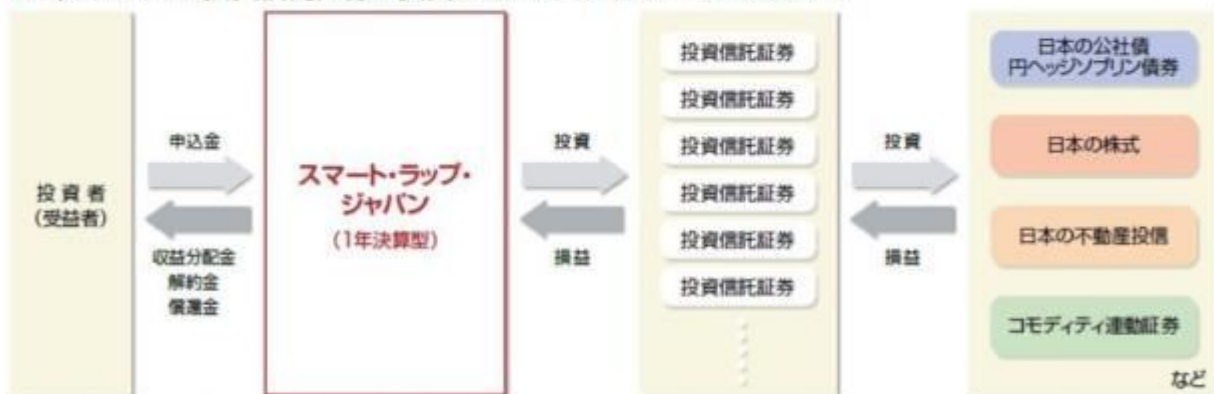 投資者
(受益者)
申込金
収益分配金
解約金
償還金
スマート・ラップ・
ジャパン
(1年決算型)
投資
損益
投資信託証券
投資信託証券
投資信託証券
投資信託証券
投資信託証券
投資信託証券
投資
損益
日本の公社債
円ヘッジソブリン債券
日本の株式
日本の不動産投信
コモディティ連動証券
など